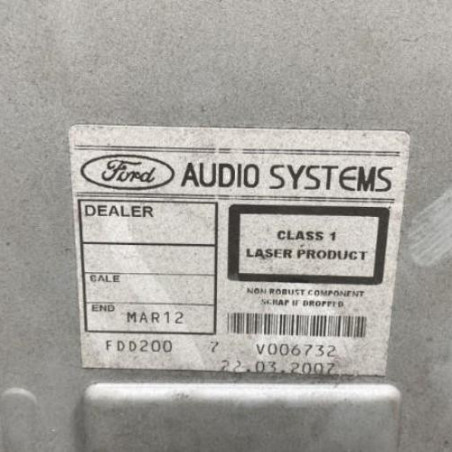 Ford AUDIO SYSTEMS
DEALER
CLASS 1
LASER PRODUCT
SALE
NON ROBUST COMPONENT
SCRAP IF DROPPED
END MAR12
FDD200 7 V006732
22.03.2007